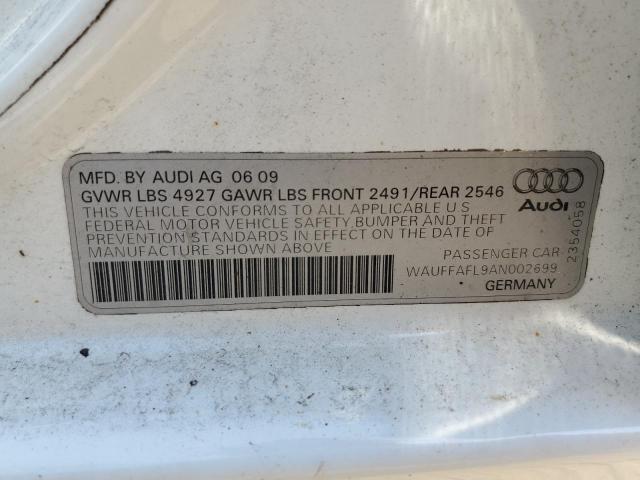 MFD. BY AUDI AG 06 09
GVWR LBS 4927 GAWR LBS FRONT 2491/REAR 2546
THIS VEHICLE CONFORMS TO ALL APPLICABLE U S
FEDERAL MOTOR VEHICLE SAFETY,BUMPER AND THEFT
PREVENTION STANDARDS IN EFFECT ON THE DATE OF
MANUFACTURE SHOWN ABOVE
PASSENGER CAR
WAUFFAFL9AN002699
GERMANY
Audi
2354058